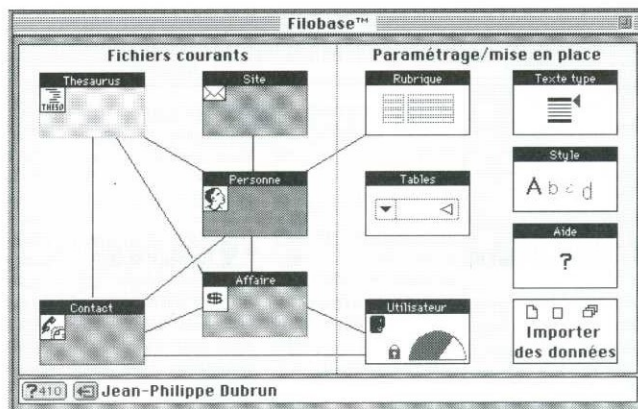 Filobase™
Fichiers courants
Paramétrage/mise en place
Thesaurus
THESO
Site
Rubrique
Texte type
Personne
Tables
Style
A b c d
Aide
?
Contact
Affaire
$
Utilisateur
Importer
des données
?410
Jean-Philippe Dubrun